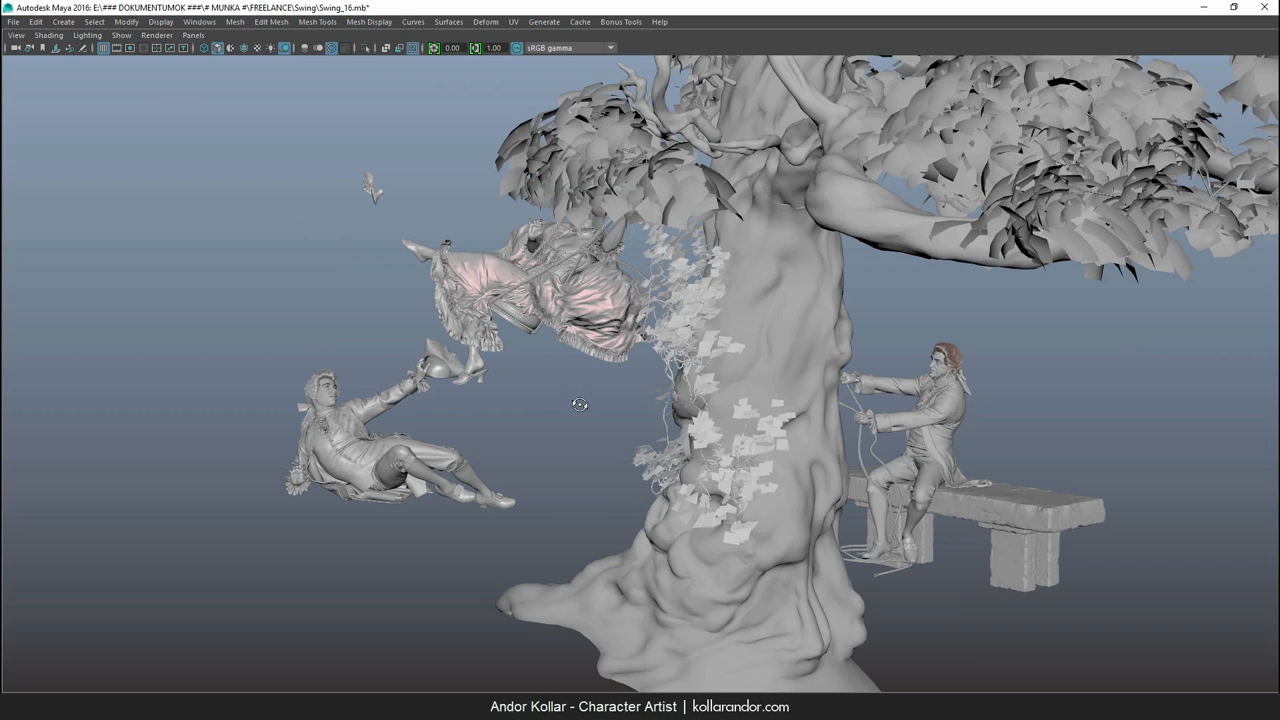 Autodesk Maya 2016: E:\### DOKUMENTUMOK ###\# MUNKA #\FREELANCE\Swing\Swing_16.mb*
File Edit Create Select Modify Display Windows Mesh Edit Mesh Mesh Tools Mesh Display Curves Surfaces Deform UV Generate Cache Bonus Tools Help
View Shading Lighting Show Renderer Panels
0.00 1.00 sRGB gamma
Andor Kollar - Character Artist | kollarandor.com